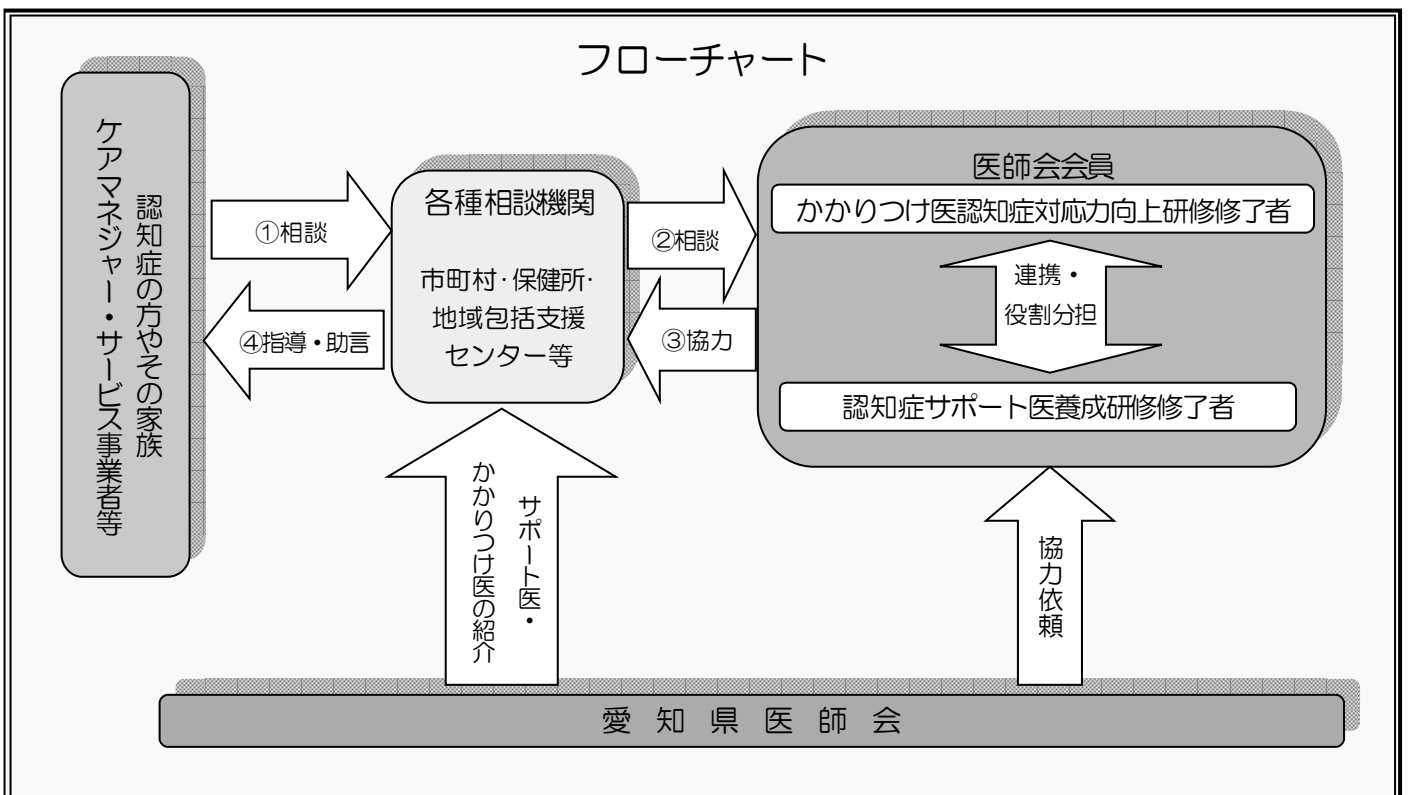 フローチャート
認知症の方やその家族
ケアマネジャー・サービス事業者等
①相談
④指導・助言
各種相談機関
市町村・保健所・
地域包括支援
センター等
②相談
③協力
医師会会員
かかりつけ医認知症対応力向上研修修了者
連携・
役割分担
認知症サポート医養成研修修了者
サポート医・
かかりつけ医の紹介
協力依頼
愛知県医師会